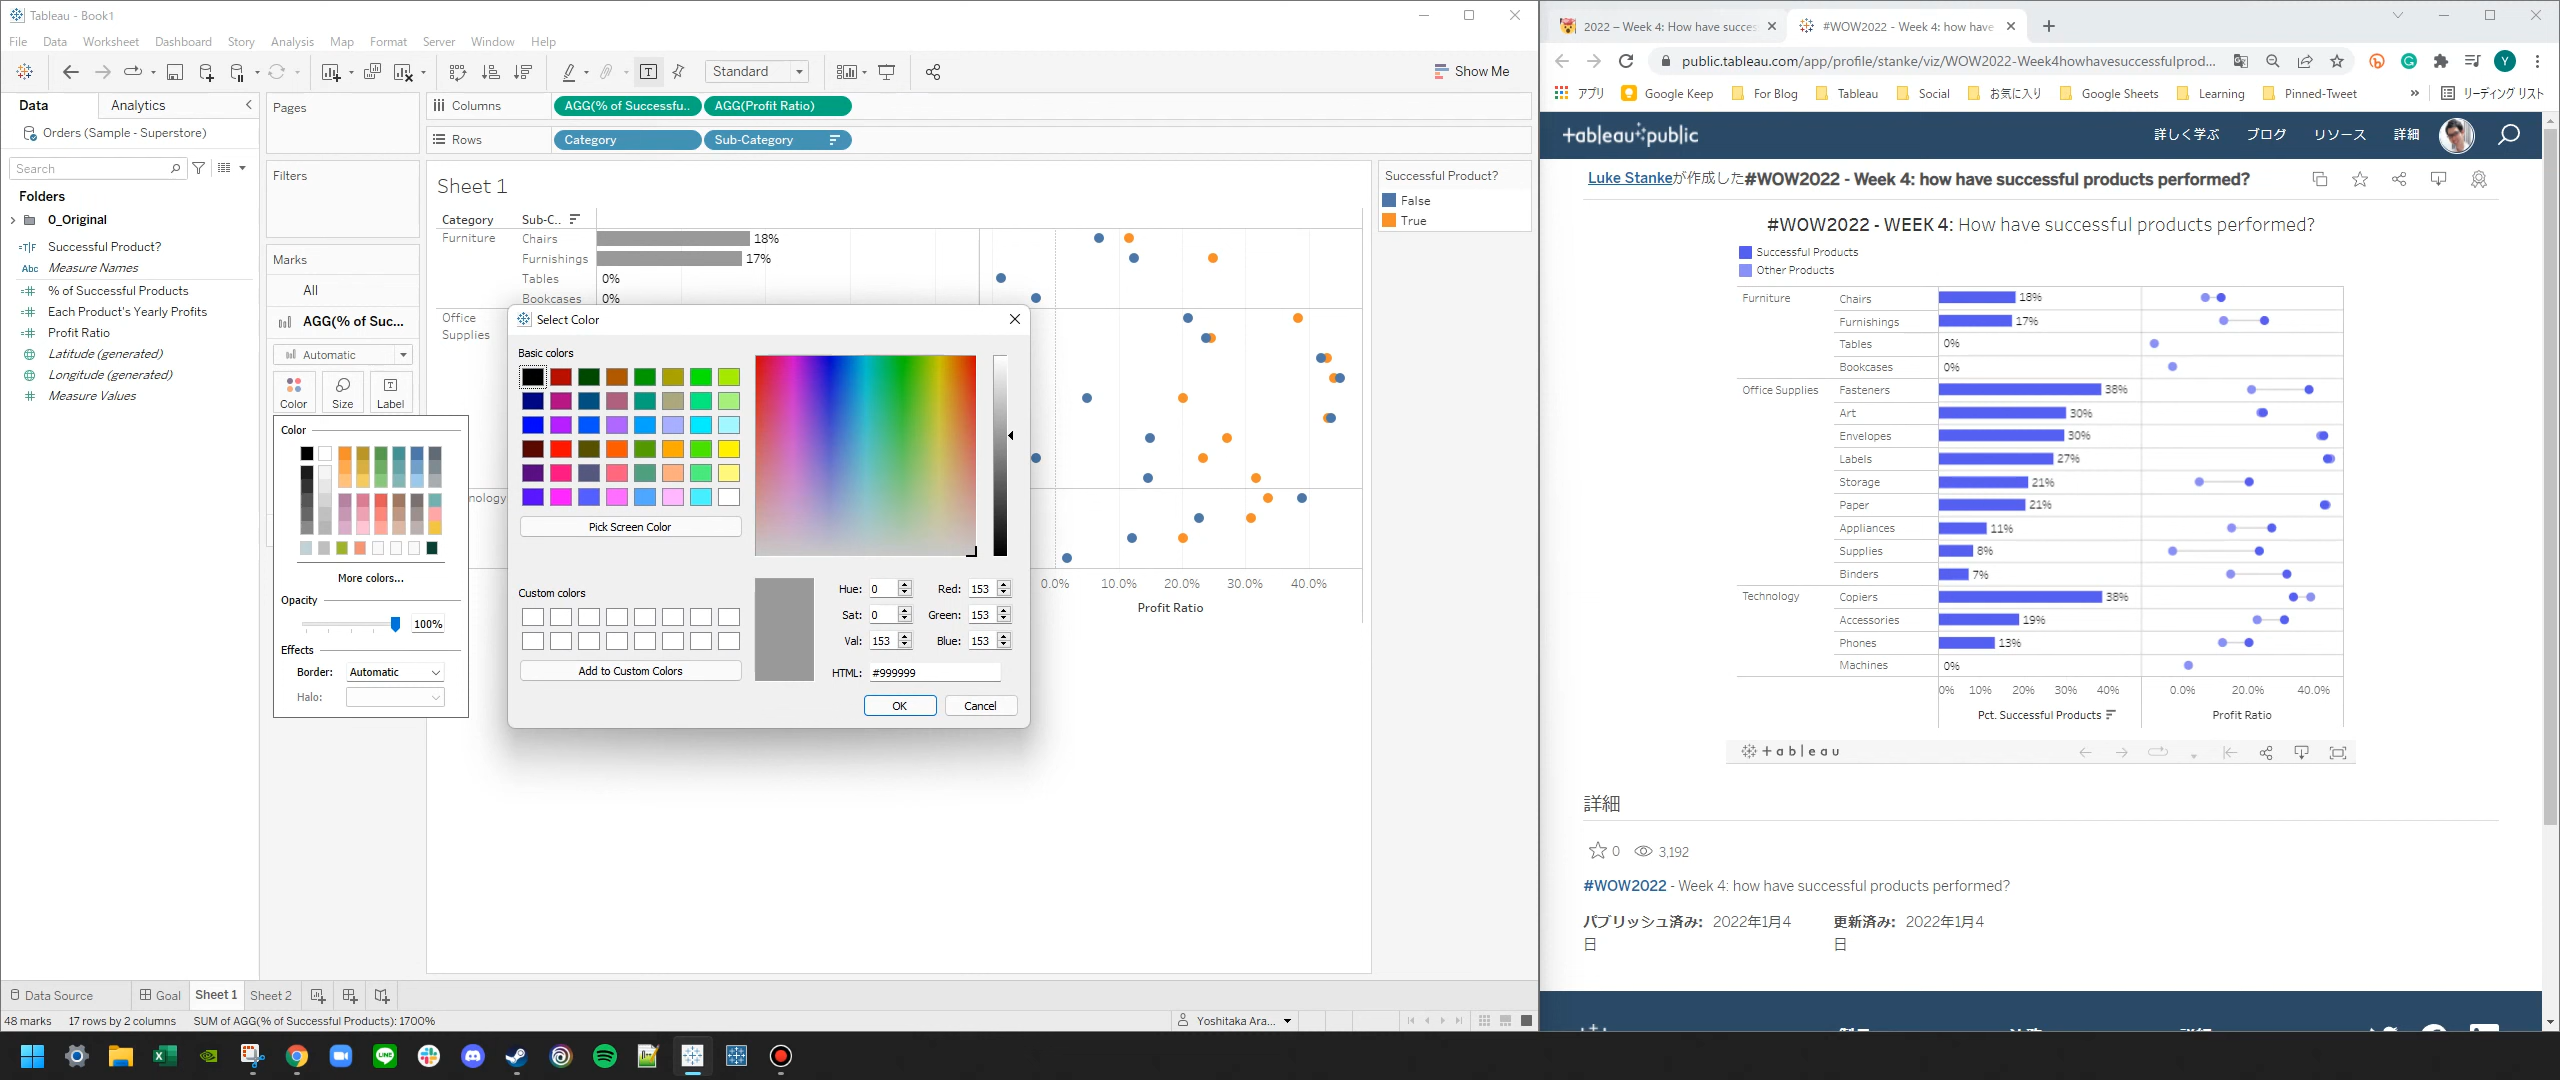 Tableau - Book1
File Data Worksheet Dashboard Story Analysis Map Format Server Window Help
Standard
Show Me
Data Analytics
Orders (Sample - Superstore)
Search
Folders
0_Original
T|F Successful Product?
Abc Measure Names
% of Successful Products
Each Product's Yearly Profits
Profit Ratio
Latitude (generated)
Longitude (generated)
Measure Values
Pages
Filters
Marks
All
AGG(% of Suc...
Automatic
Color Size Label
Color
More colors...
Opacity
100%
Effects
Border: Automatic
Halo:
Columns AGG(% of Successfu.. AGG(Profit Ratio)
Rows Category Sub-Category
Sheet 1
Category Sub-C..
Furniture Chairs 18%
Furnishings 17%
Tables 0%
Bookcases 0%
Office
Supplies
nology
0.0% 10.0% 20.0% 30.0% 40.0%
Profit Ratio
Successful Product?
False
True
Select Color
Basic colors
Pick Screen Color
Custom colors
Add to Custom Colors
Hue: 0 Red: 153
Sat: 0 Green: 153
Val: 153 Blue: 153
HTML: #999999
OK Cancel
Data Source Goal Sheet 1 Sheet 2
48 marks 17 rows by 2 columns SUM of AGG(% of Successful Products): 1700%
Yoshitaka Ara...
2022 – Week 4: How have succes
#WOW2022 - Week 4: how have
public.tableau.com/app/profile/stanke/viz/WOW2022-Week4howhavesuccessfulprod...
Y
アプリ Google Keep For Blog Tableau Social お気に入り Google Sheets Learning Pinned-Tweet » リーディング リスト
+ableau public
詳しく学ぶ ブログ リソース 詳細
Luke Stankeが作成した#WOW2022 - Week 4: how have successful products performed?
#WOW2022 - WEEK 4: How have successful products performed?
Successful Products
Other Products
Furniture Chairs 18%
Furnishings 17%
Tables 0%
Bookcases 0%
Office Supplies Fasteners 38%
Art 30%
Envelopes 30%
Labels 27%
Storage 21%
Paper 21%
Appliances 11%
Supplies 8%
Binders 7%
Technology Copiers 38%
Accessories 19%
Phones 13%
Machines 0%
0% 10% 20% 30% 40% 0.0% 20.0% 40.0%
Pct. Successful Products Profit Ratio
+ableau
詳細
0 3,192
#WOW2022 - Week 4: how have successful products performed?
パブリッシュ済み: 2022年1月4日
更新済み: 2022年1月4日